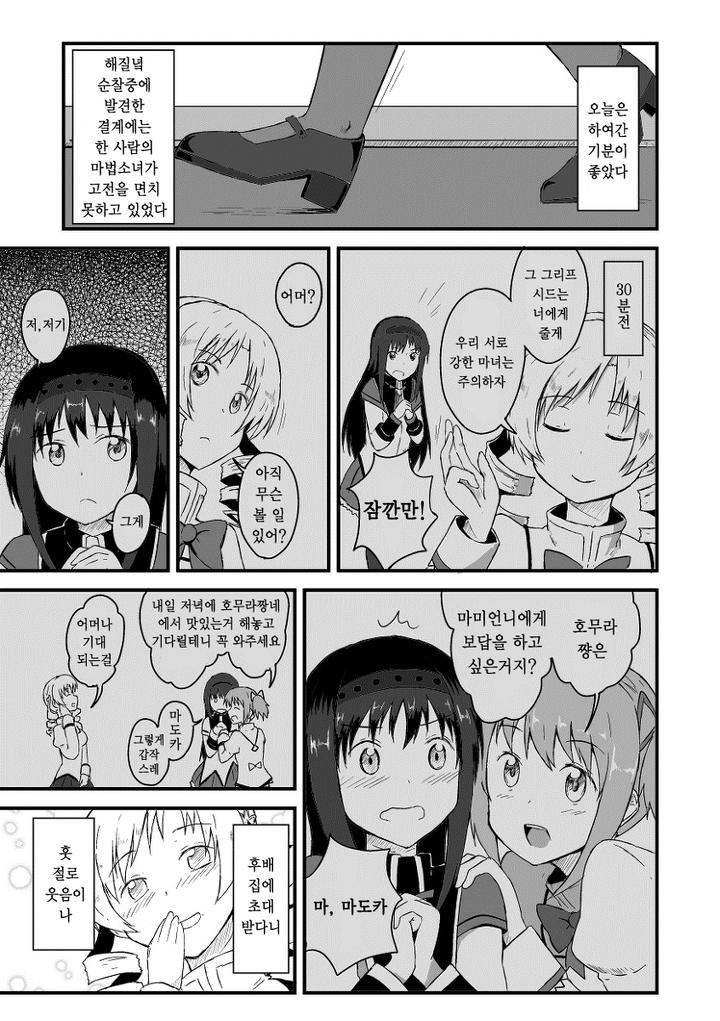 오늘은
하여간
기분이
좋았다
해질녘
순찰중에
발견한
결계에는
한 사람의
마법소녀가
고전을 면치
못하고 있었다
30
분
전
그 그리프
시드는
너에게
줄게
우리 서로
강한 마녀는
주의하자
잠깐만!
어머?
아직
무슨
볼 일
있어?
저,저기
그게
호무라
쨩은
마미언니에게
보답을 하고
싶은거지?
마, 마도카
내일 저녁에 호무라짱네
에서 맛있는거 해놓고
기다릴테니 꼭 와주세요
마도카
그렇게
갑작
스레
어머나
기대
되는걸
후배
집에
초대
받다니
훗
절로
웃음이
나